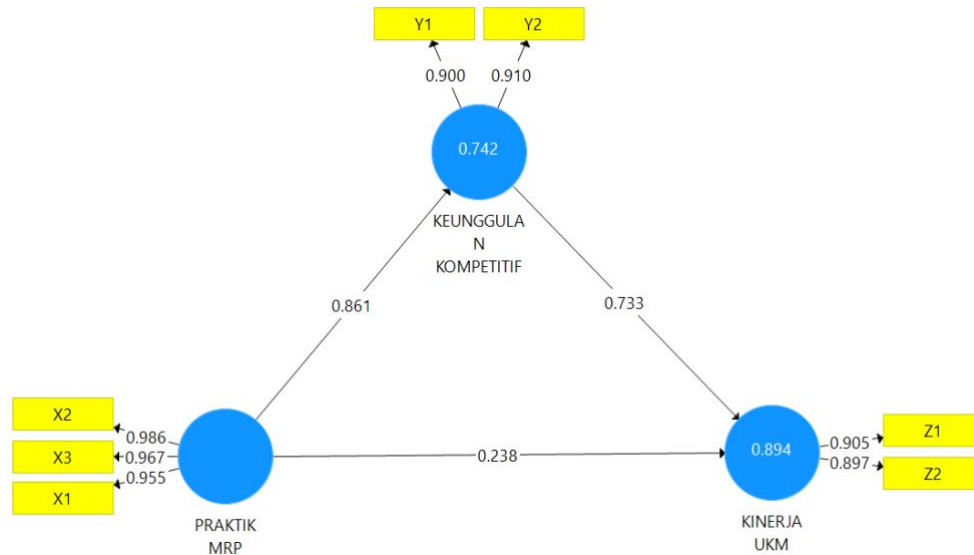 Y1
Y2
0.900
0.910
0.742
KEUNGGULA
N
KOMPETITIF
0.861
0.733
X2
X3
X1
0.986
0.967
0.955
0.238
0.894
0.905
0.897
Z1
Z2
PRAKTIK
MRP
KINERJA
UKM